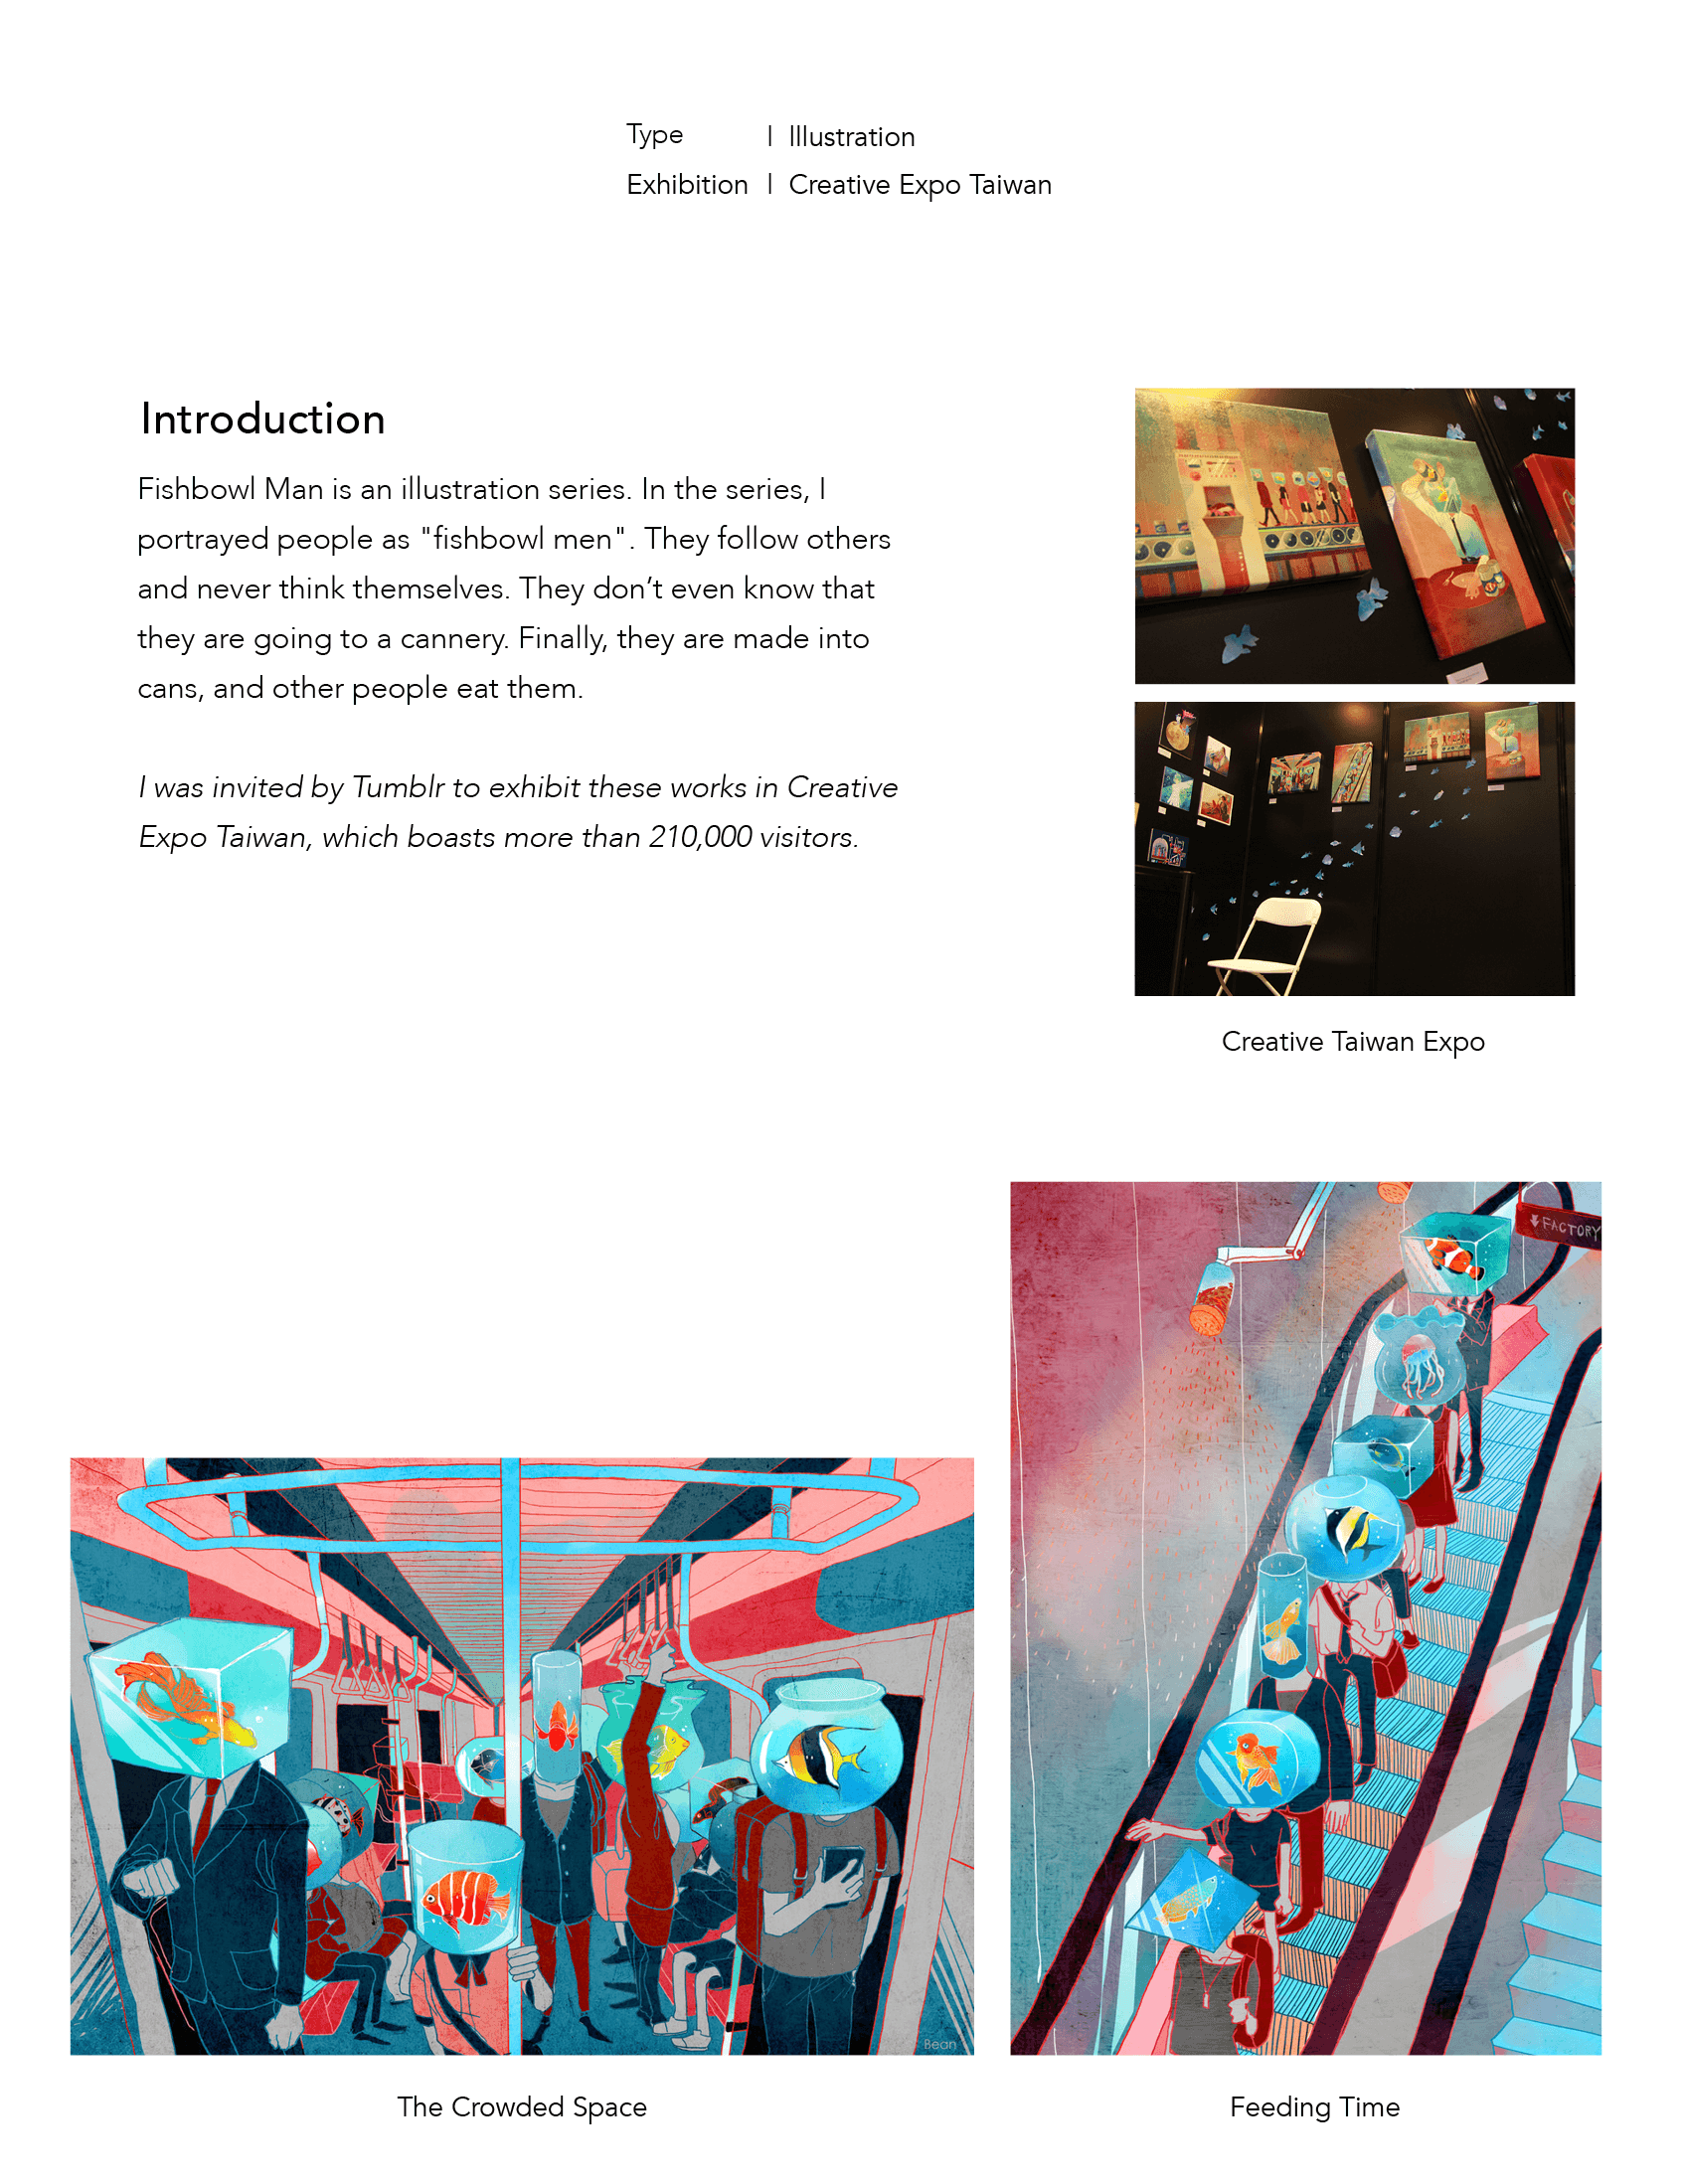 Type | Illustration
Exhibition | Creative Expo Taiwan
Introduction
Fishbowl Man is an illustration series. In the series, I
portrayed people as "fishbowl men". They follow others
and never think themselves. They don’t even know that
they are going to a cannery. Finally, they are made into
cans, and other people eat them.
I was invited by Tumblr to exhibit these works in Creative
Expo Taiwan, which boasts more than 210,000 visitors.
Creative Taiwan Expo
FACTORY
Bean
The Crowded Space
Feeding Time